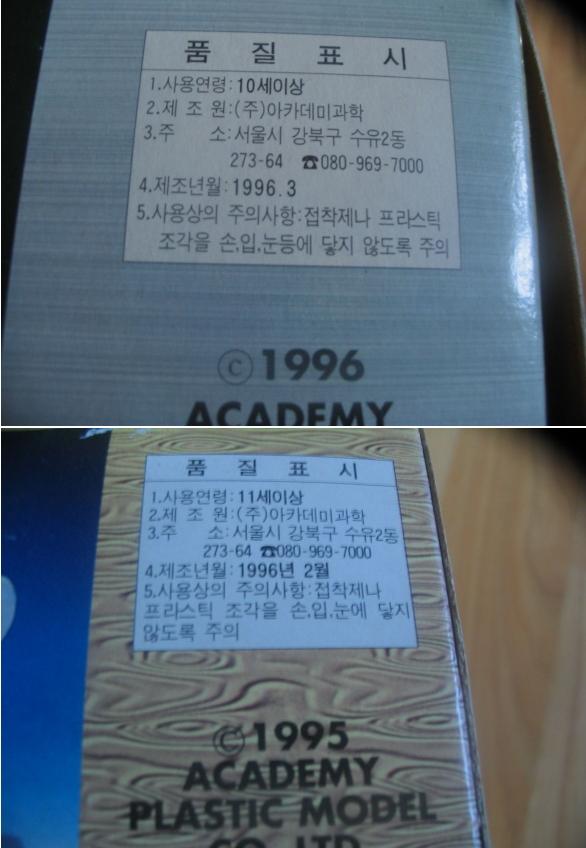 품 질 표 시
1.사용연령:10세이상
2.제 조 원:(주)아카데미과학
3.주 소:서울시 강북구 수유2동
273-64 ☎080-969-7000
4.제조년월:1996.3
5.사용상의 주의사항:접착제나 프라스틱
조각을 손,입,눈등에 닿지 않도록 주의
©1996
ACADEMY
품 질 표 시
1.사용연령:11세이상
2.제 조 원:(주)아카데미과학
3.주 소:서울시 강북구 수유2동
273-64 ☎080-969-7000
4.제조년월:1996년 2월
5.사용상의 주의사항:접착제나
프라스틱 조각을 손,입,눈에 닿지
않도록 주의
©1995
ACADEMY
PLASTIC MODEL
CO. LTD